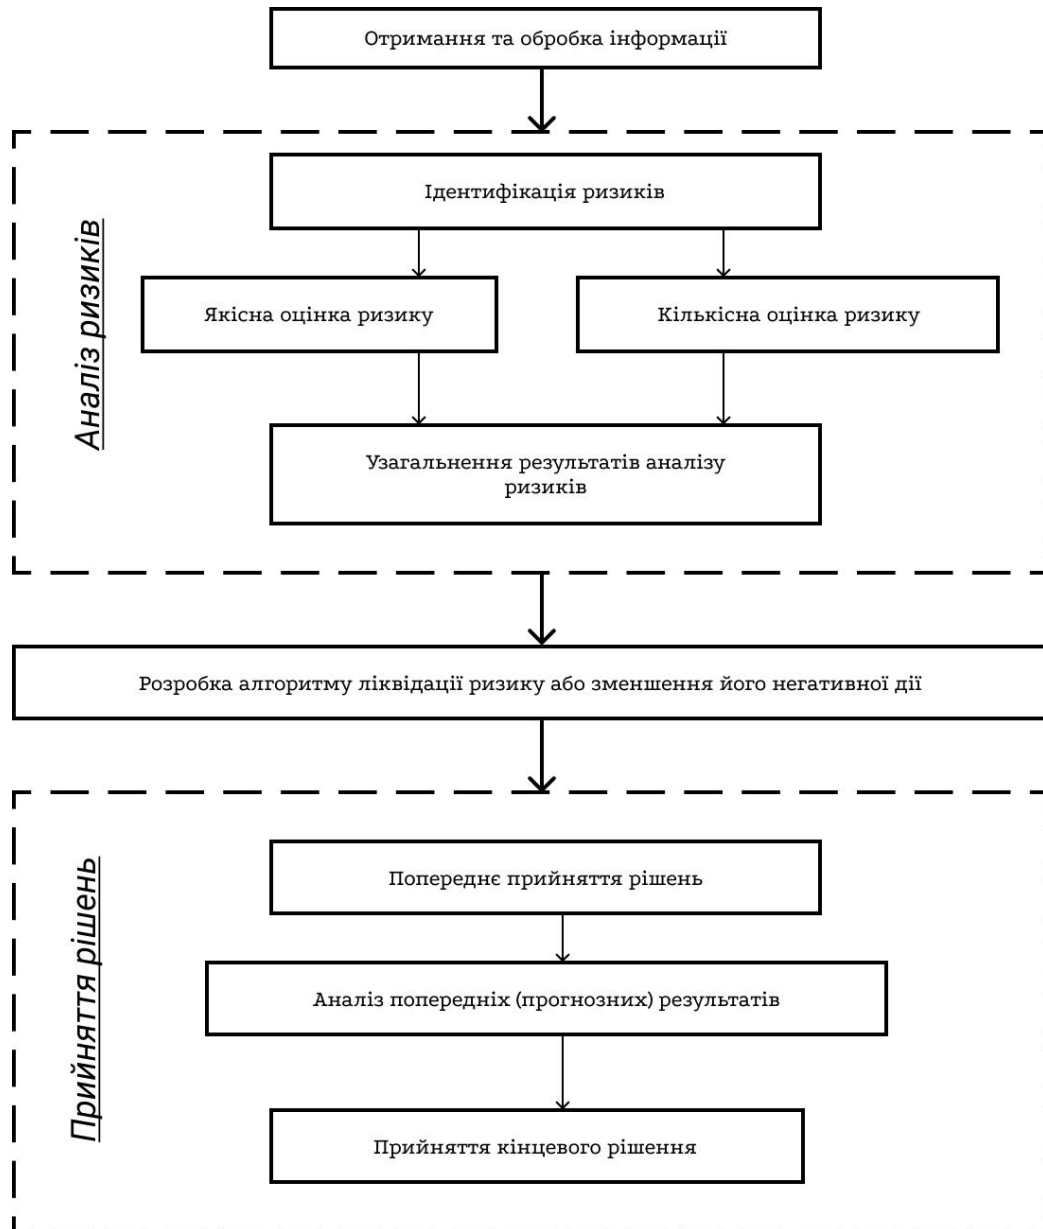 Отримання та обробка інформації
Аналіз ризиків
Ідентифікація ризиків
Якісна оцінка ризику
Кількісна оцінка ризику
Узагальнення результатів аналізу
ризиків
Розробка алгоритму ліквідації ризику або зменшення його негативної дії
Прийняття рішень
Попереднє прийняття рішень
Аналіз попередніх (прогнозних) результатів
Прийняття кінцевого рішення